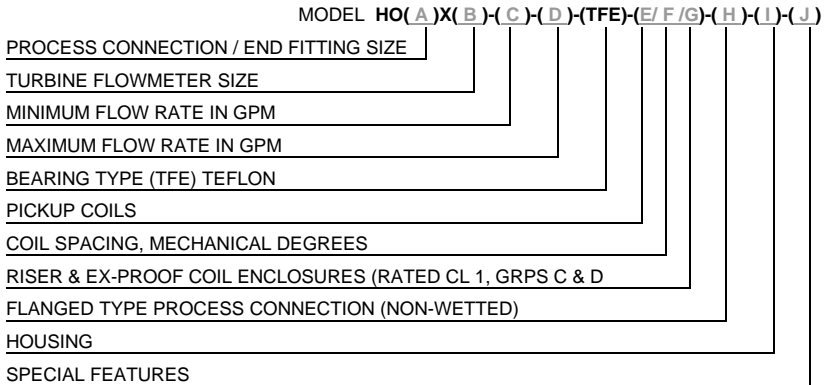 MODEL HO( A )X( B )-( C )-( D )-(TFE)-(E/ F /G)-( H )-( I )-( J )
PROCESS CONNECTION / END FITTING SIZE
TURBINE FLOWMETER SIZE
MINIMUM FLOW RATE IN GPM
MAXIMUM FLOW RATE IN GPM
BEARING TYPE (TFE) TEFLON
PICKUP COILS
COIL SPACING, MECHANICAL DEGREES
RISER & EX-PROOF COIL ENCLOSURES (RATED CL 1, GRPS C & D
FLANGED TYPE PROCESS CONNECTION (NON-WETTED)
HOUSING
SPECIAL FEATURES